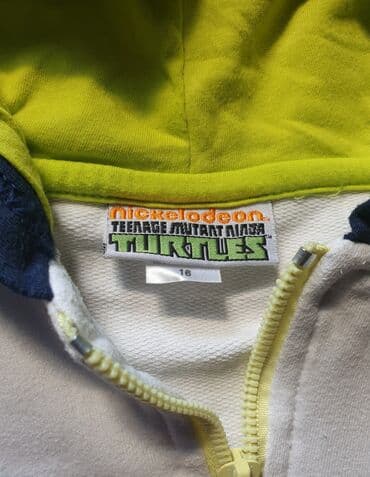 nickelodeon
TEENAGE MUTANT NINJA
TURTLES
16